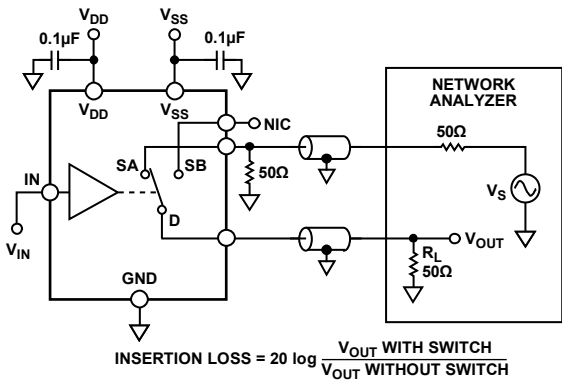 VDD
VSS
0.1µF
0.1µF
VDD
VSS
NIC
NETWORK
ANALYZER
SA
SB
50Ω
50Ω
VS
IN
D
VIN
VOUT
RL
50Ω
GND
INSERTION LOSS = 20 log VOUT WITH SWITCH
VOUT WITHOUT SWITCH